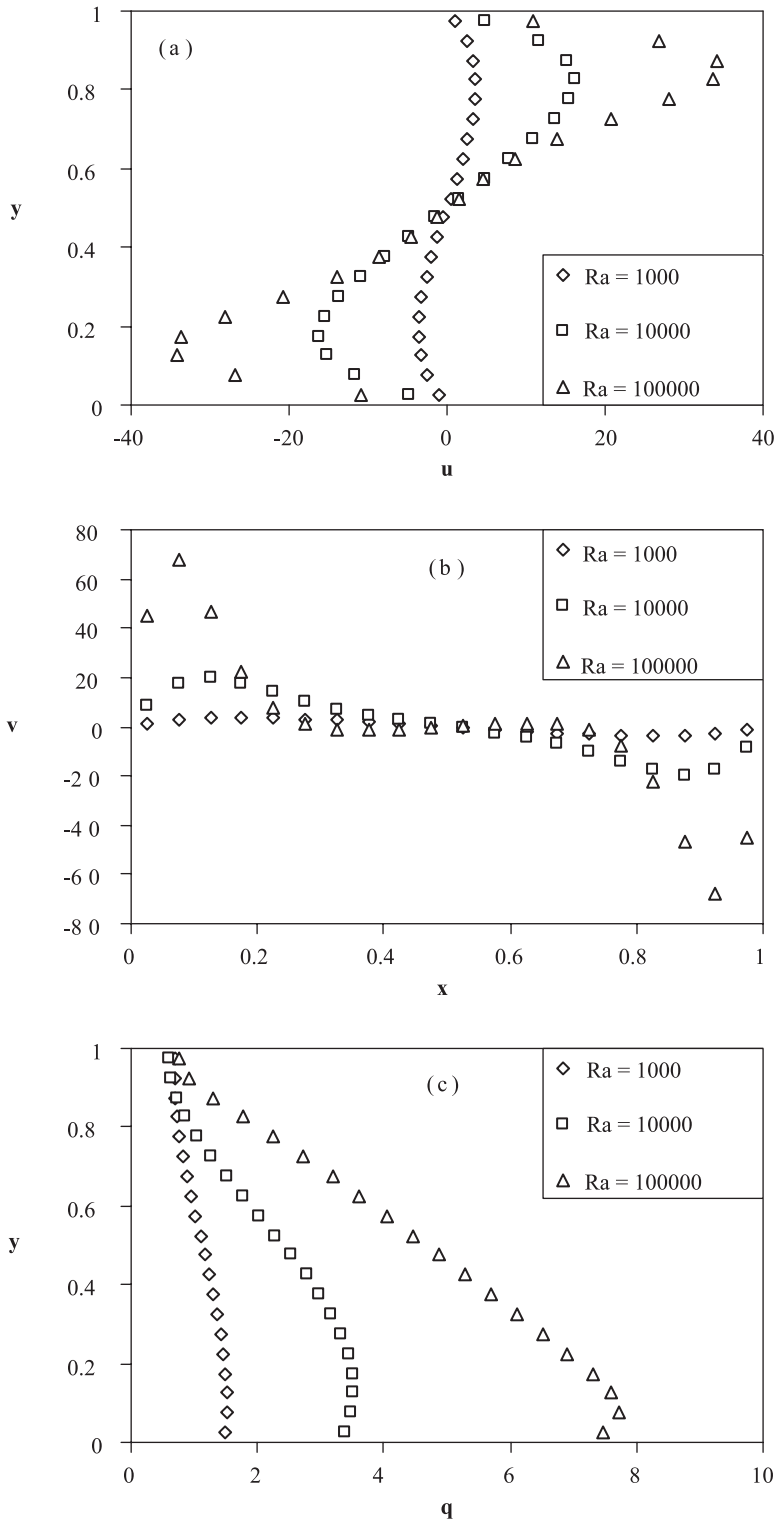 1
(a)
0.8
0.6
y
0.4
Ra = 1000
0.2
Ra = 10000
Ra = 100000
0
-40 -20 0 20 40
u
80
60
(b)
Ra = 1000
40
Ra = 10000
20
Ra = 100000
v
0
-2 0
-4 0
-6 0
-8 0
0 0.2 0.4 0.6 0.8 1
x
1
(c)
Ra = 1000
0.8
Ra = 10000
Ra = 100000
0.6
y
0.4
0.2
0
0 2 4 6 8 10
q